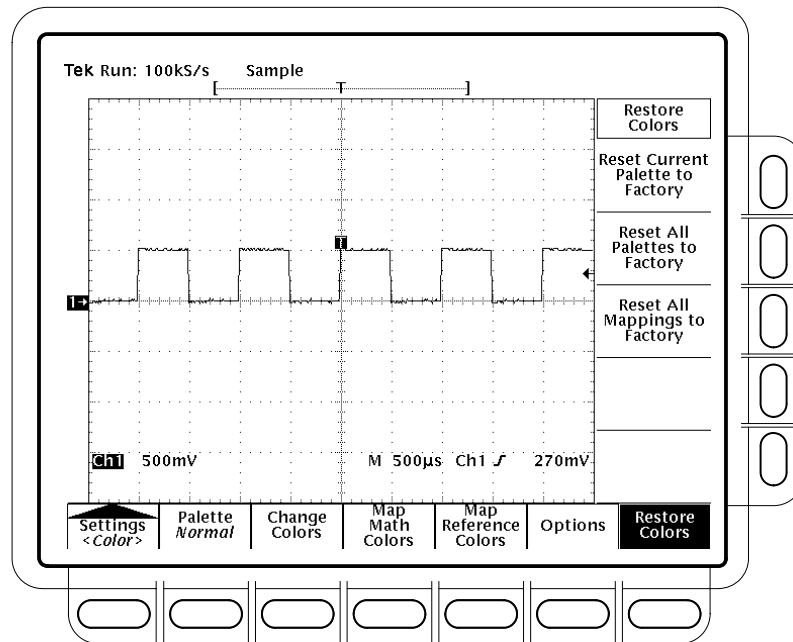 Tek Run: 100kS/s Sample
[ T ]
Restore
Colors
Reset Current
Palette to
Factory
Reset All
Palettes to
Factory
Reset All
Mappings to
Factory
T
1→
Ch1 500mV M 500µs Ch1 270mV
Settings
<Color>
Palette
Normal
Change
Colors
Map
Math
Colors
Map
Reference
Colors
Options
Restore
Colors